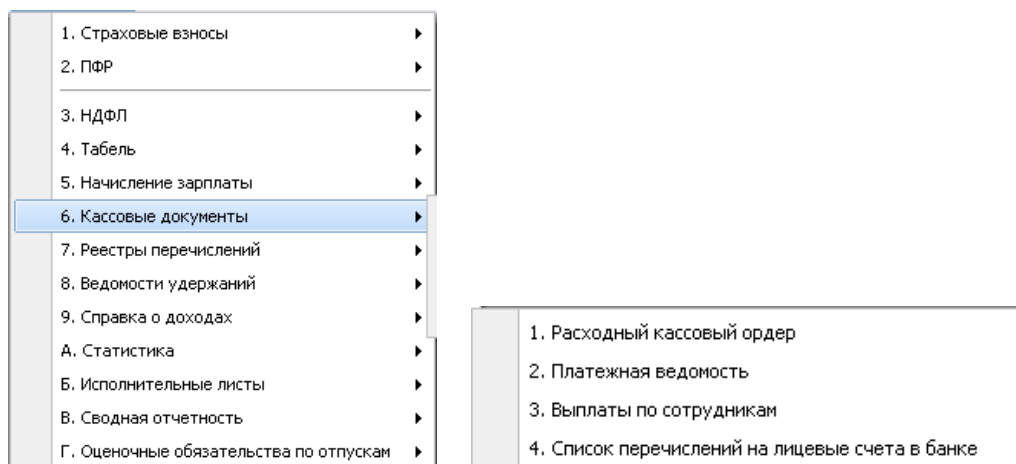 1. Страховые взносы
2. ПФР
3. НДФЛ
4. Табель
5. Начисление зарплаты
6. Кассовые документы
7. Реестры перечислений
8. Ведомости удержаний
9. Справка о доходах
А. Статистика
Б. Исполнительные листы
В. Сводная отчетность
Г. Оценочные обязательства по отпускам
1. Расходный кассовый ордер
2. Платежная ведомость
3. Выплаты по сотрудникам
4. Список перечислений на лицевые счета в банке